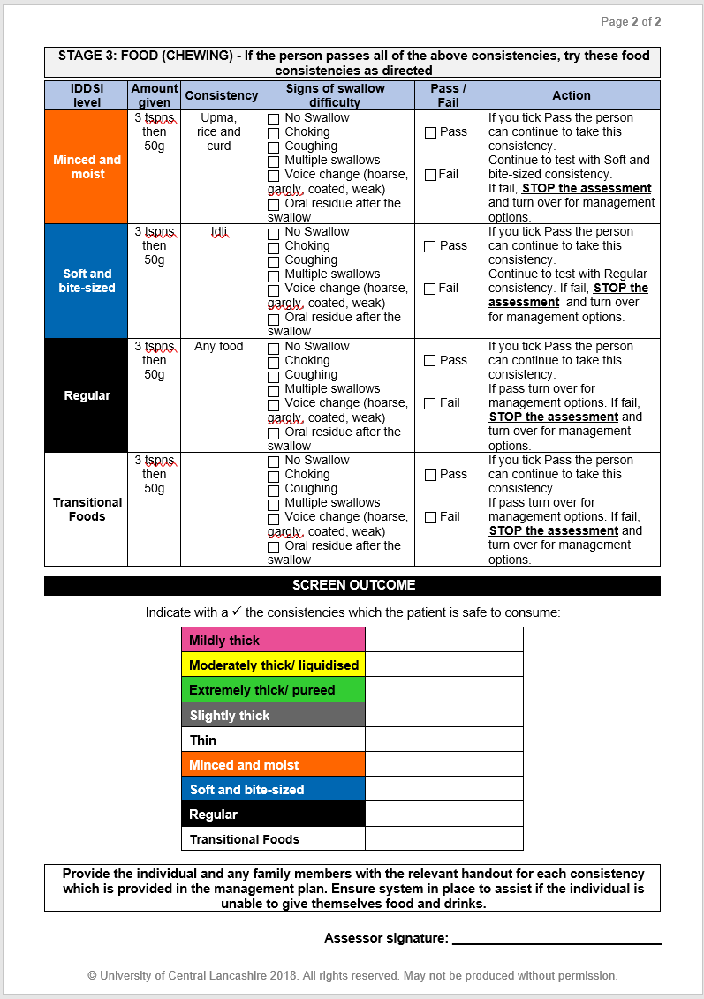 Page 2 of 2
STAGE 3: FOOD (CHEWING) - If the person passes all of the above consistencies, try these food
consistencies as directed
IDDSI level
Amount given
Consistency
Signs of swallow difficulty
Pass / Fail
Action
Minced and
moist
3 tspns
then
50g
Upma,
rice and
curd
☐ No Swallow
☐ Choking
☐ Coughing
☐ Multiple swallows
☐ Voice change (hoarse,
gargly, coated, weak)
☐ Oral residue after the
swallow
☐ Pass
☐ Fail
If you tick Pass the person
can continue to take this
consistency.
Continue to test with Soft and
bite-sized consistency.
If fail, STOP the assessment
and turn over for management
options.
Soft and
bite-sized
3 tspns
then
50g
Idli
☐ No Swallow
☐ Choking
☐ Coughing
☐ Multiple swallows
☐ Voice change (hoarse,
gargly, coated, weak)
☐ Oral residue after the
swallow
☐ Pass
☐ Fail
If you tick Pass the person
can continue to take this
consistency.
Continue to test with Regular
consistency. If fail, STOP the
assessment and turn over
for management options.
Regular
3 tspns
then
50g
Any food
☐ No Swallow
☐ Choking
☐ Coughing
☐ Multiple swallows
☐ Voice change (hoarse,
gargly, coated, weak)
☐ Oral residue after the
swallow
☐ Pass
☐ Fail
If you tick Pass the person
can continue to take this
consistency.
If pass turn over for
management options. If fail,
STOP the assessment and
turn over for management
options.
Transitional
Foods
3 tspns
then
50g
☐ No Swallow
☐ Choking
☐ Coughing
☐ Multiple swallows
☐ Voice change (hoarse,
gargly, coated, weak)
☐ Oral residue after the
swallow
☐ Pass
☐ Fail
If you tick Pass the person
can continue to take this
consistency.
If pass turn over for
management options. If fail,
STOP the assessment and
turn over for management
options.
SCREEN OUTCOME
Indicate with a ✓ the consistencies which the patient is safe to consume:
Mildly thick
Moderately thick/ liquidised
Extremely thick/ pureed
Slightly thick
Thin
Minced and moist
Soft and bite-sized
Regular
Transitional Foods
Provide the individual and any family members with the relevant handout for each consistency
which is provided in the management plan. Ensure system in place to assist if the individual is
unable to give themselves food and drinks.
Assessor signature: ____________________________
© University of Central Lancashire 2018. All rights reserved. May not be produced without permission.